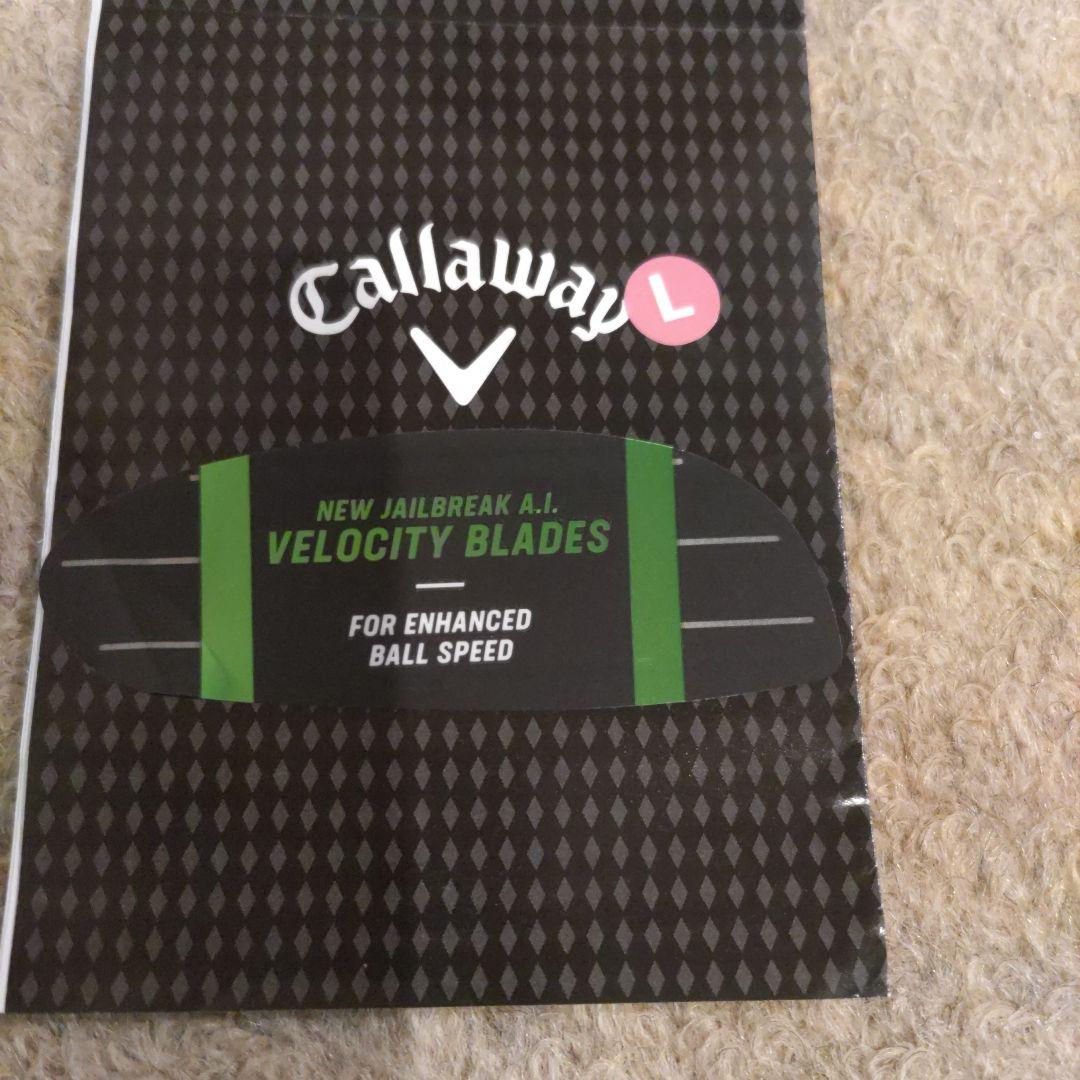 Callaway
L
NEW JAILBREAK A.I.
VELOCITY BLADES
FOR ENHANCED
BALL SPEED